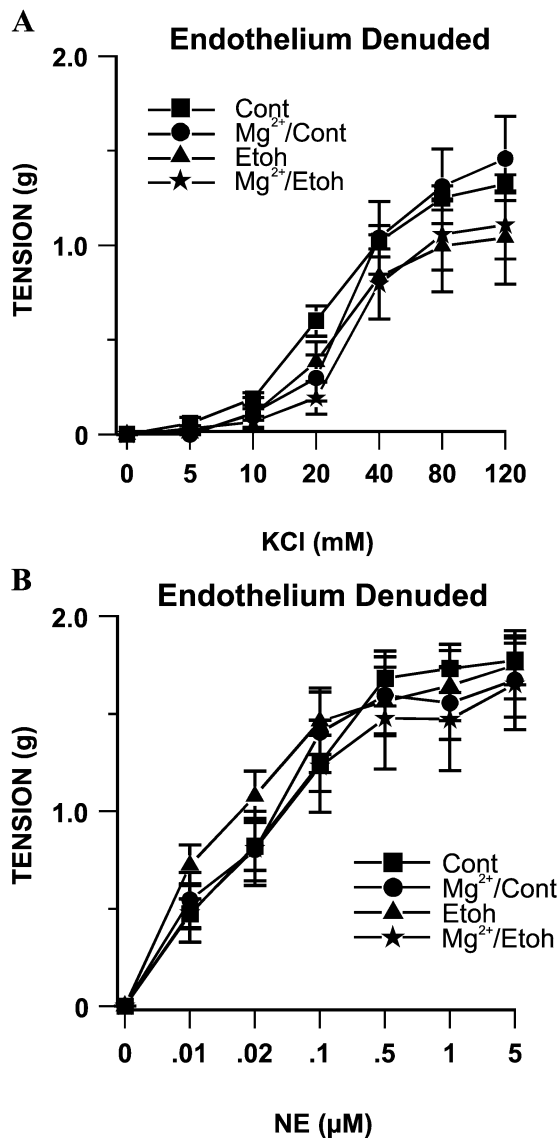 A
Endothelium Denuded
2.0
Cont
Mg²⁺/Cont
Etoh
Mg²⁺/Etoh
TENSION (g)
1.0
0
0 5 10 20 40 80 120
KCl (mM)
B
Endothelium Denuded
2.0
TENSION (g)
1.0
Cont
Mg²⁺/Cont
Etoh
Mg²⁺/Etoh
0
0 .01 .02 .1 .5 1 5
NE (µM)